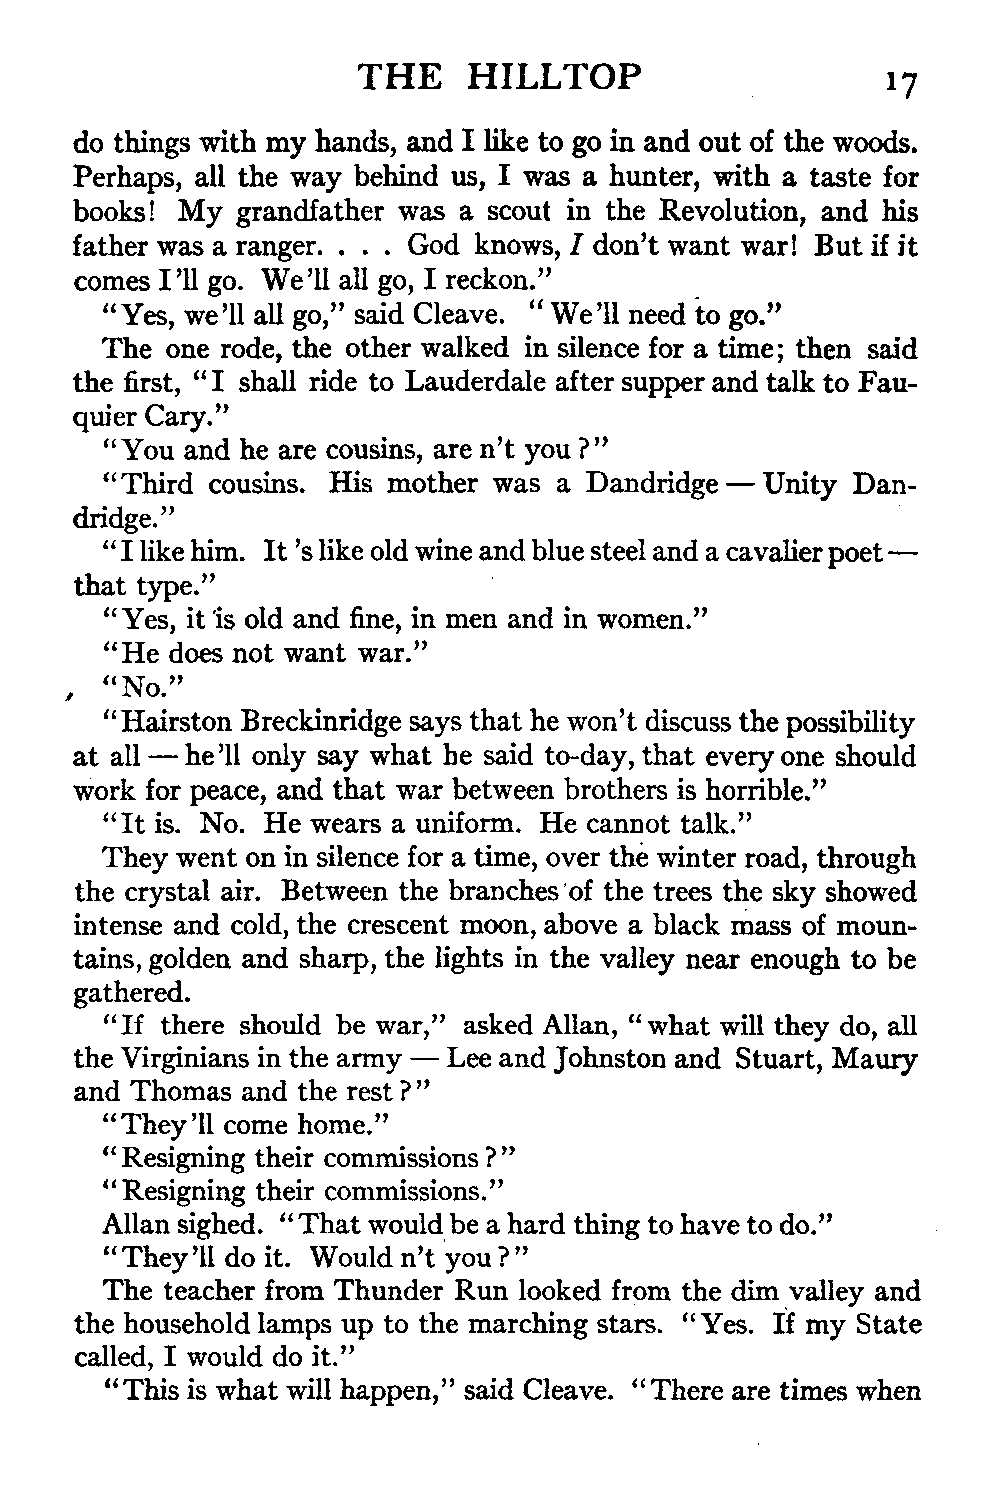 THE HILLTOP 17
do things with my hands, and I like to go in and out of the woods.
Perhaps, all the way behind us, I was a hunter, with a taste for
books! My grandfather was a scout in the Revolution, and his
father was a ranger. . . . God knows, I don't want war! But if it
comes I 'll go. We 'll all go, I reckon."
"Yes, we 'll all go," said Cleave. "We 'll need to go."
The one rode, the other walked in silence for a time; then said
the first, "I shall ride to Lauderdale after supper and talk to Fau-
quier Cary."
"You and he are cousins, are n't you?"
"Third cousins. His mother was a Dandridge — Unity Dan-
dridge."
"I like him. It 's like old wine and blue steel and a cavalier poet —
that type."
"Yes, it is old and fine, in men and in women."
"He does not want war."
"No."
"Hairston Breckinridge says that he won't discuss the possibility
at all — he 'll only say what he said to-day, that every one should
work for peace, and that war between brothers is horrible."
"It is. No. He wears a uniform. He cannot talk."
They went on in silence for a time, over the winter road, through
the crystal air. Between the branches of the trees the sky showed
intense and cold, the crescent moon, above a black mass of moun-
tains, golden and sharp, the lights in the valley near enough to be
gathered.
"If there should be war," asked Allan, "what will they do, all
the Virginians in the army — Lee and Johnston and Stuart, Maury
and Thomas and the rest?"
"They 'll come home."
"Resigning their commissions?"
"Resigning their commissions."
Allan sighed. "That would be a hard thing to have to do."
"They 'll do it. Would n't you?"
The teacher from Thunder Run looked from the dim valley and
the household lamps up to the marching stars. "Yes. If my State
called, I would do it."
"This is what will happen," said Cleave. "There are times when